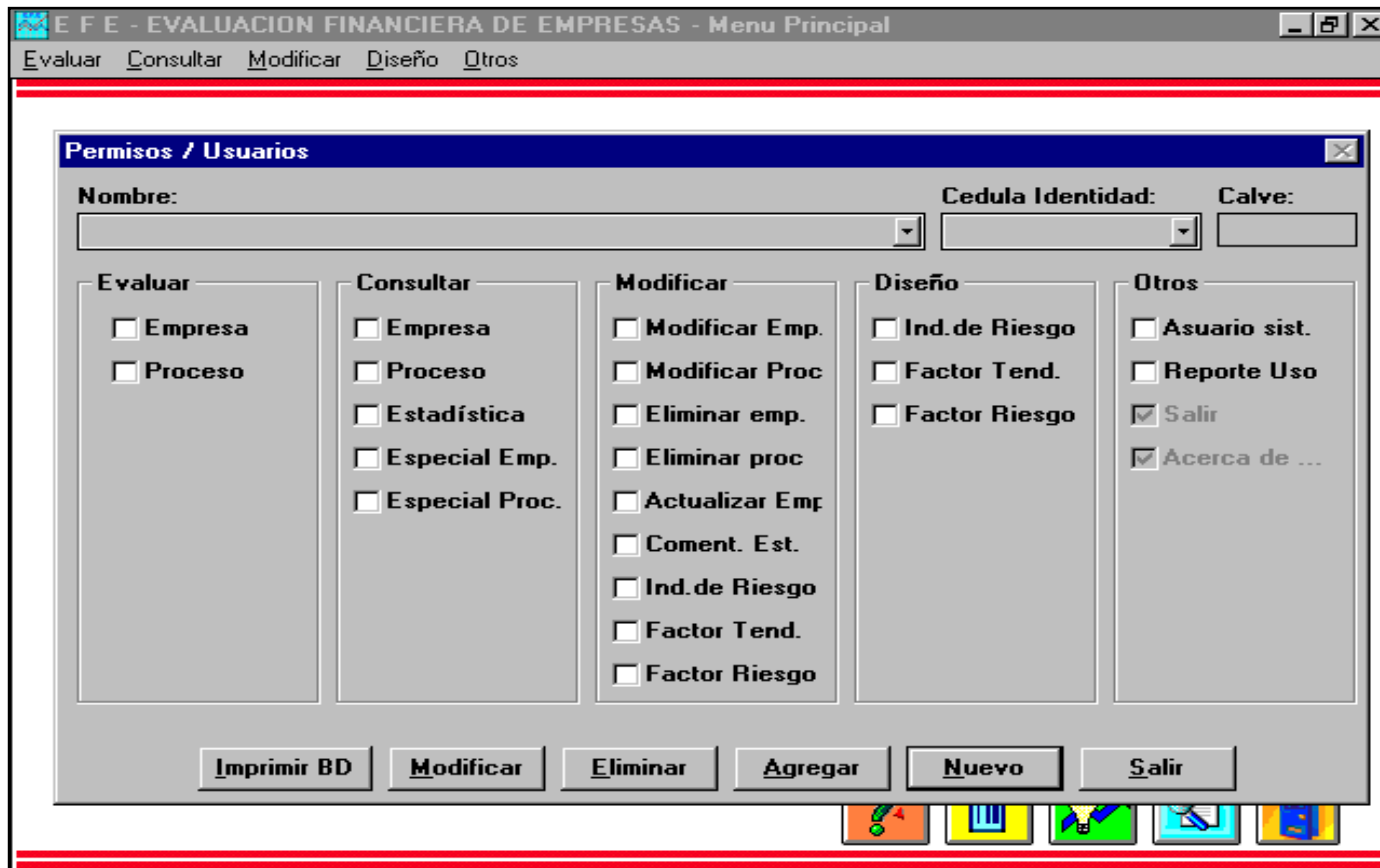 E F E - EVALUACION FINANCIERA DE EMPRESAS - Menu Principal
Evaluar Consultar Modificar Diseño Otros
Permisos / Usuarios
Nombre: Cedula Identidad: Calve:
Evaluar Consultar Modificar Diseño Otros
Empresa Empresa Modificar Emp. Ind.de Riesgo Asuario sist.
Proceso Proceso Modificar Proc Factor Tend. Reporte Uso
Estadística Eliminar emp. Factor Riesgo Salir
Especial Emp. Eliminar proc Acerca de ...
Especial Proc. Actualizar Emp
Coment. Est.
Ind.de Riesgo
Factor Tend.
Factor Riesgo
Imprimir BD Modificar Eliminar Agregar Nuevo Salir